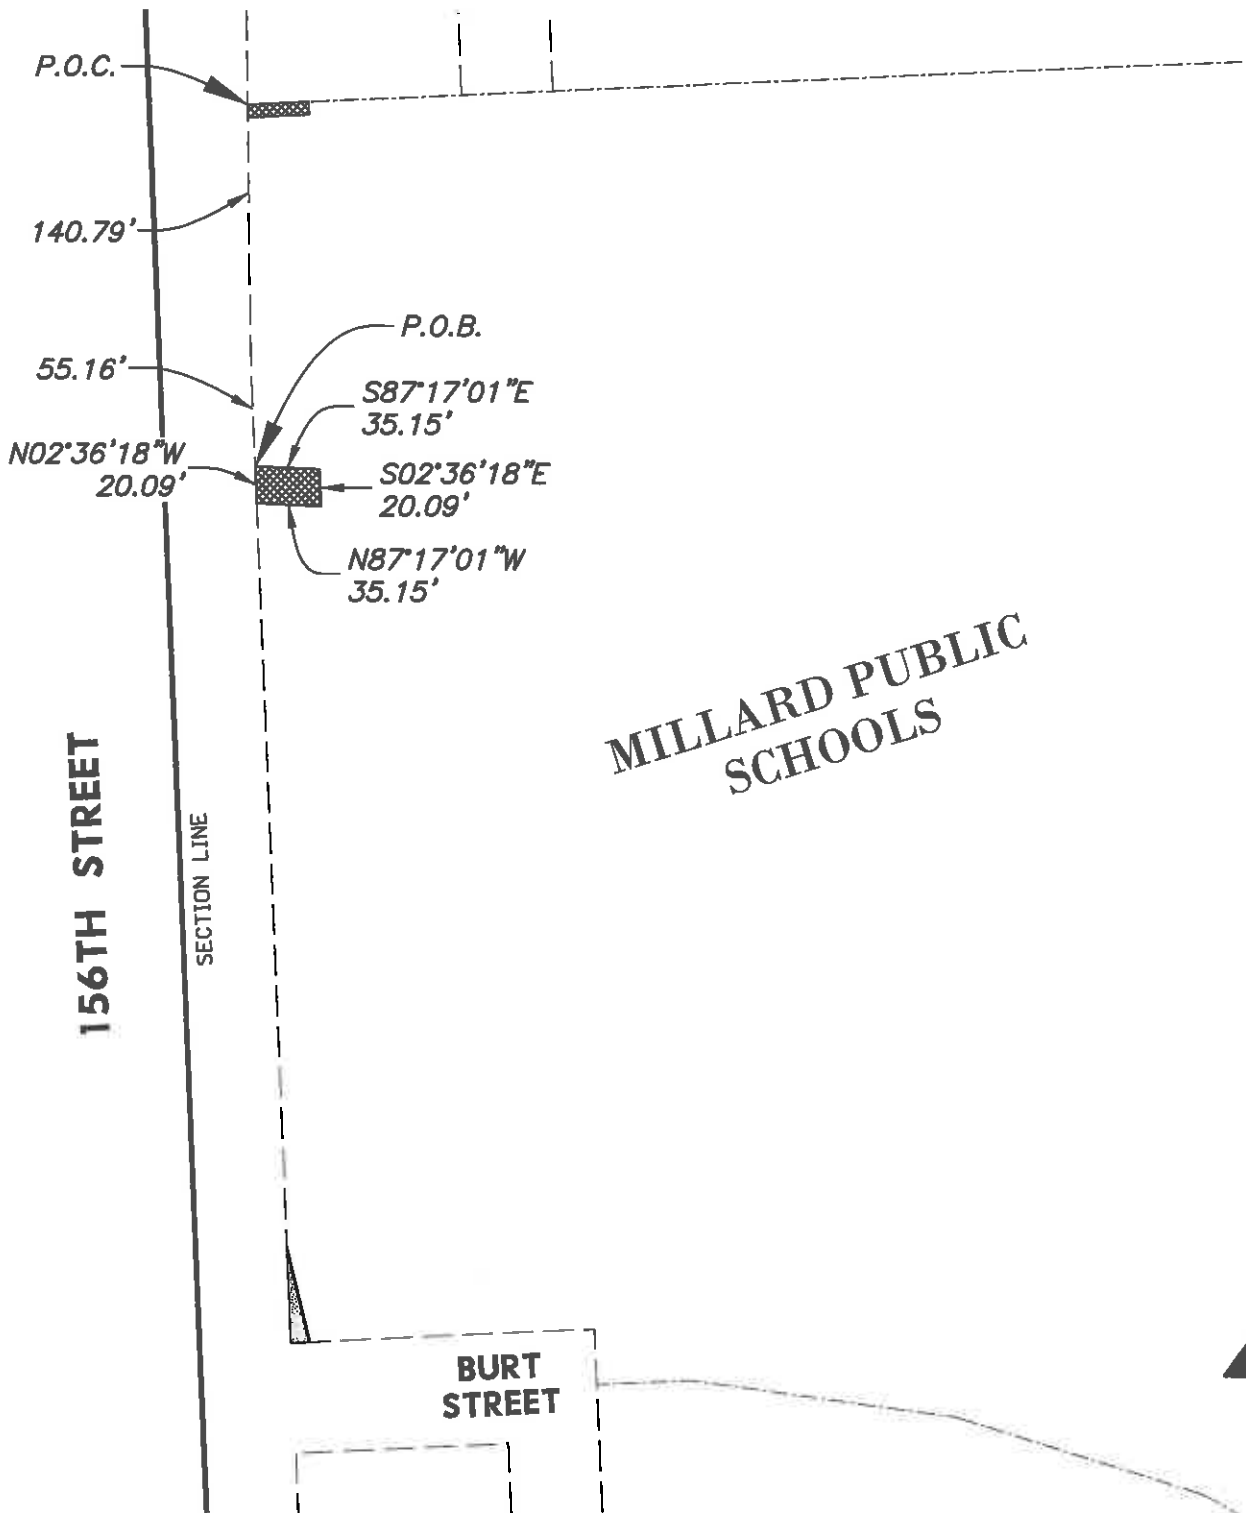 P.O.C.
140.79'
P.O.B.
55.16'
S87°17'01"E
35.15'
N02°36'18"W
20.09'
S02°36'18"E
20.09'
N87°17'01"W
35.15'
MILLARD PUBLIC
SCHOOLS
156TH STREET
SECTION LINE
BURT
STREET